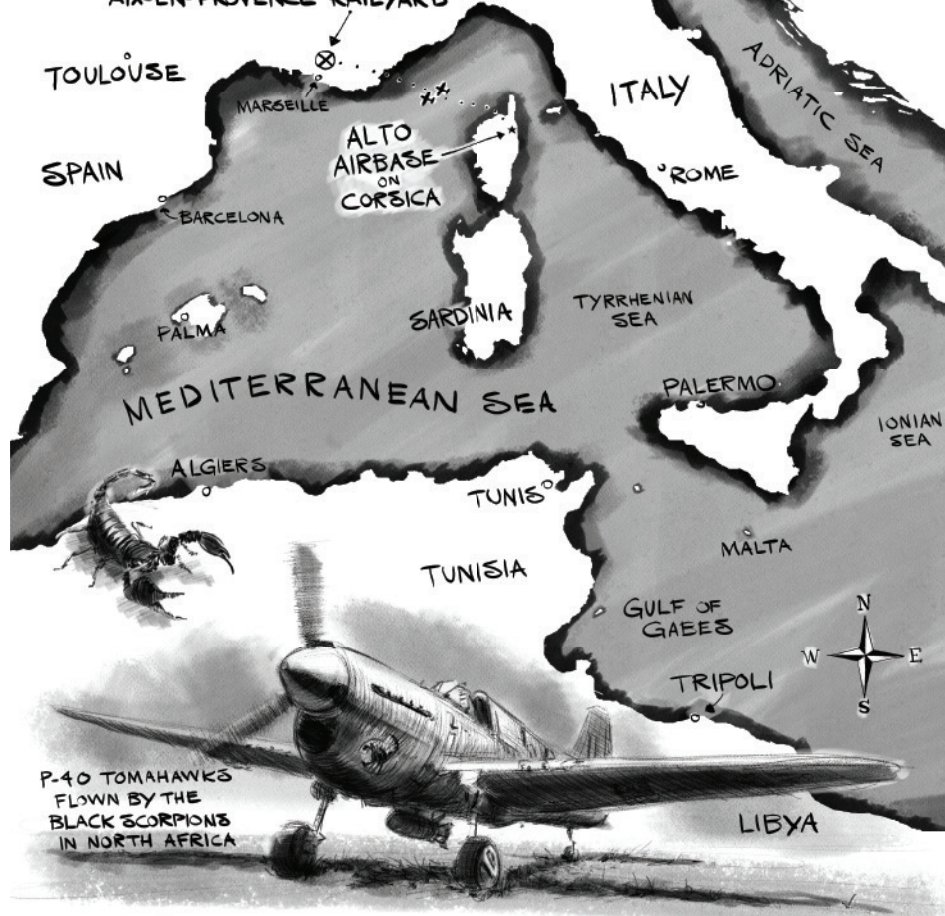 AIX-EN-PROVENCE RAILYARD
TOULOUSE
MARSEILLE
ITALY
ADRIATIC SEA
ALTO
AIRBASE
ON
CORSICA
SPAIN
ROME
BARCELONA
PALMA
SARDINIA
TYRRHENIAN
SEA
MEDITERRANEAN SEA
PALERMO
IONIAN
SEA
ALGIERS
TUNIS
MALTA
TUNISIA
GULF OF
GABES
N
W
E
S
TRIPOLI
P-40 TOMAHAWKS
FLOWN BY THE
BLACK SCORPIONS
IN NORTH AFRICA
LIBYA